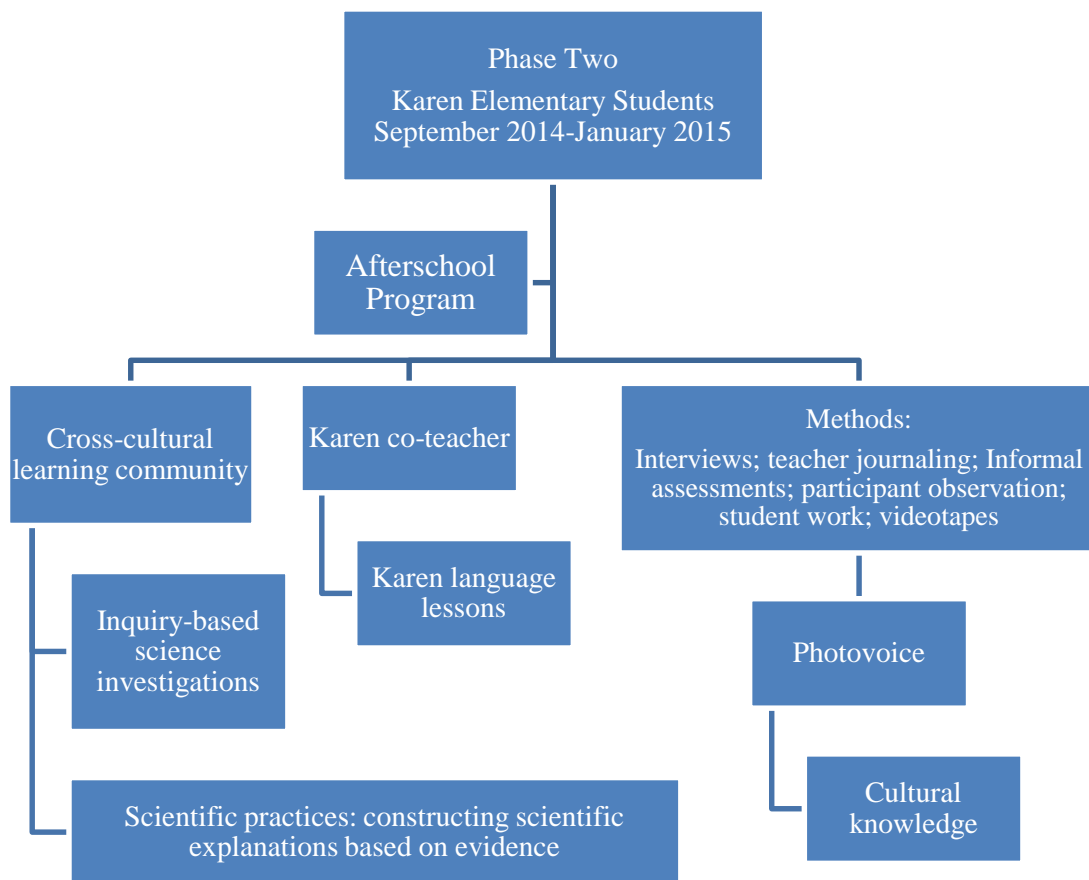 Phase Two
Karen Elementary Students
September 2014-January 2015
Afterschool
Program
Cross-cultural
learning community
Karen co-teacher
Methods:
Interviews; teacher journaling; Informal
assessments; participant observation;
student work; videotapes
Inquiry-based
science
investigations
Karen language
lessons
Photovoice
Scientific practices: constructing scientific
explanations based on evidence
Cultural
knowledge